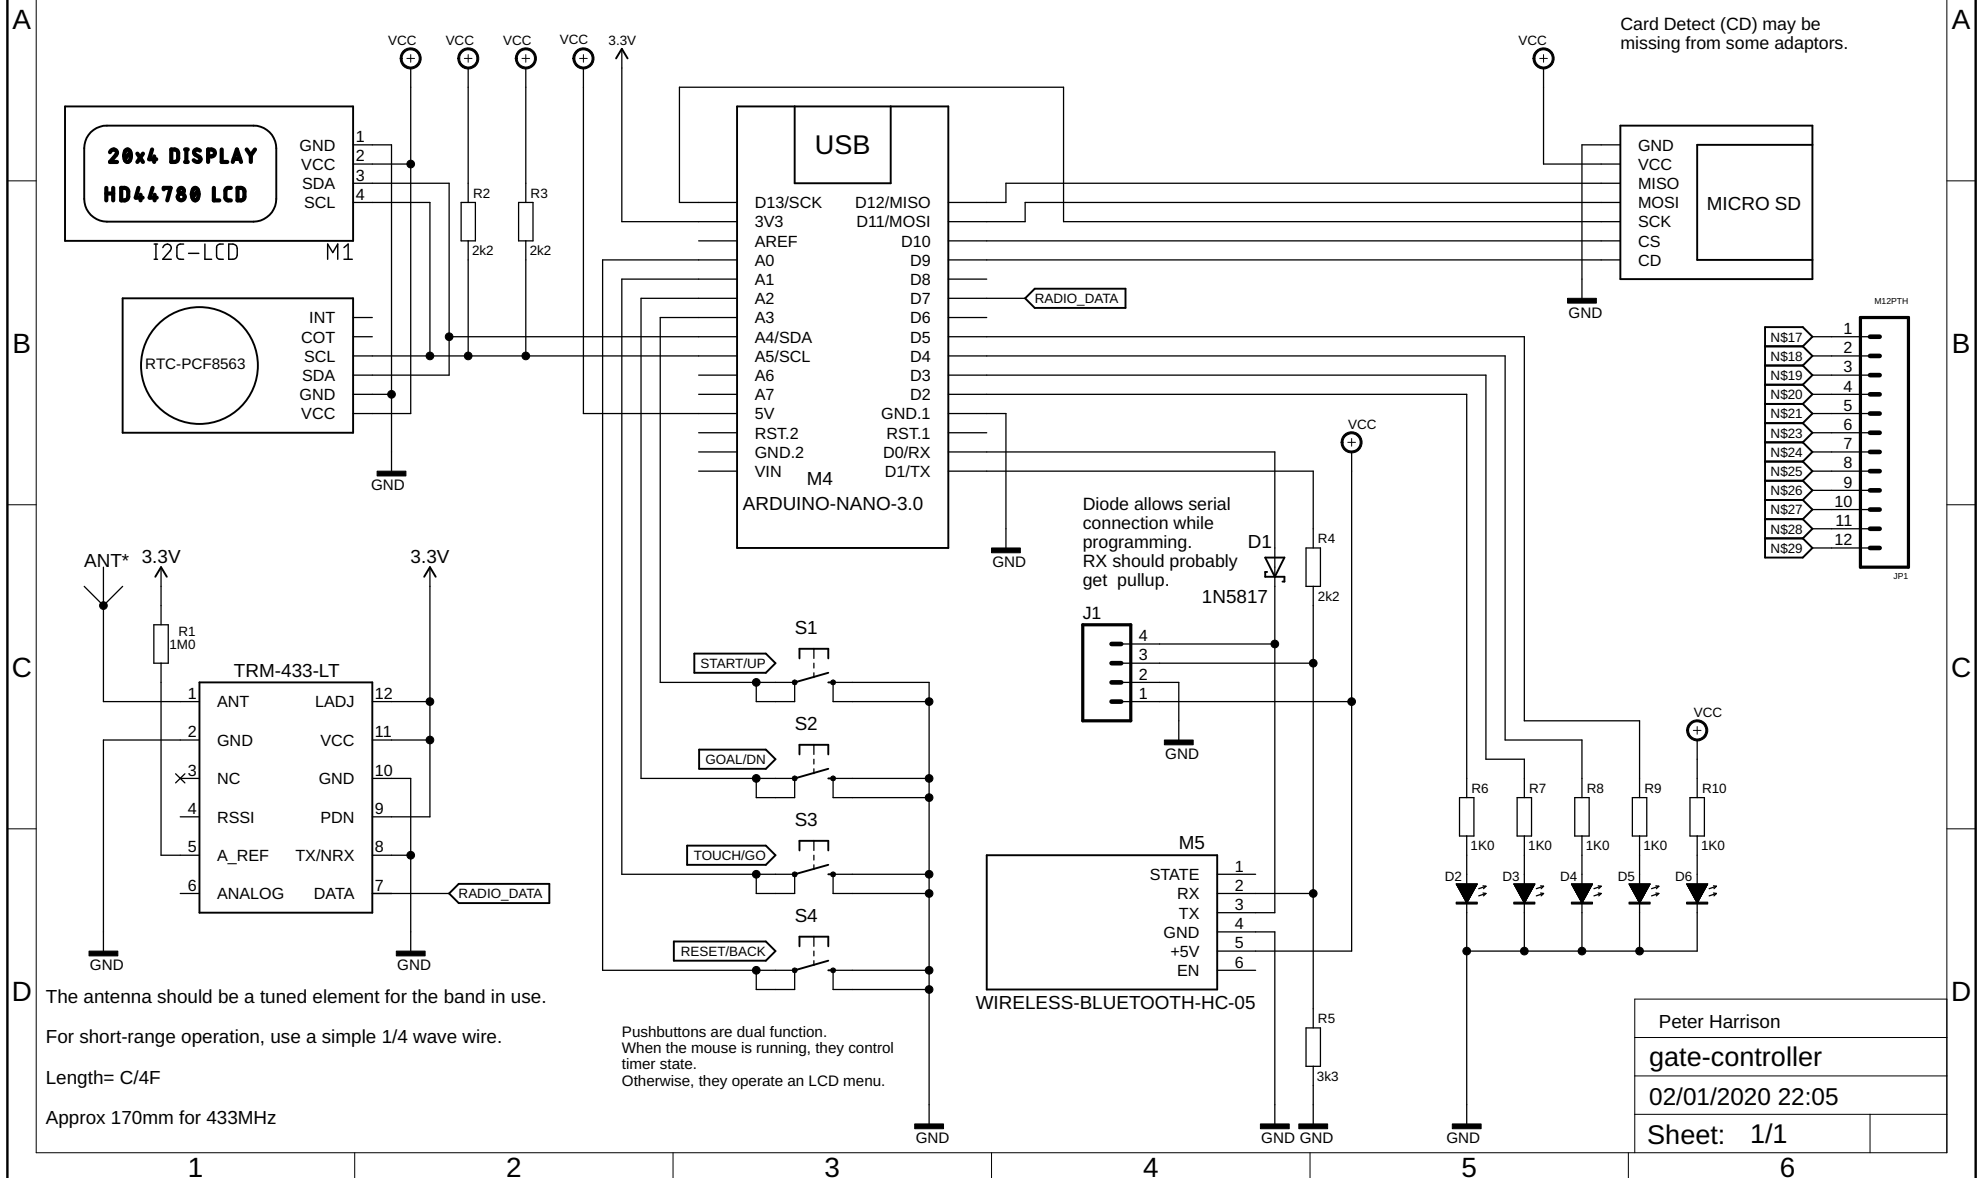 A
A
Card Detect (CD) may be
missing from some adaptors.
VCC
VCC
VCC
VCC
3.3V
VCC
20x4 DISPLAY
HD44780 LCD
GND 1
VCC 2
SDA 3
SCL 4
I2C-LCD
M1
R2
2k2
R3
2k2
USB
D13/SCK
3V3
AREF
A0
A1
A2
A3
A4/SDA
A5/SCL
A6
A7
5V
RST.2
GND.2
VIN
D12/MISO
D11/MOSI
D10
D9
D8
D7
D6
D5
D4
D3
D2
GND.1
RST.1
D0/RX
D1/TX
M4
ARDUINO-NANO-3.0
RADIO_DATA
GND
GND
VCC
MISO
MOSI
SCK
CS
CD
MICRO SD
GND
B
B
RTC-PCF8563
INT
COT
SCL
SDA
GND
VCC
GND
M12PTH
N$17 1
N$18 2
N$19 3
N$20 4
N$21 5
N$23 6
N$24 7
N$25 8
N$26 9
N$27 10
N$28 11
N$29 12
JP1
VCC
Diode allows serial
connection while
programming.
RX should probably
get pullup.
D1
1N5817
R4
2k2
J1
4
3
2
1
GND
C
C
ANT*
3.3V
3.3V
R1
1M0
TRM-433-LT
1 ANT
2 GND
3 NC
4 RSSI
5 A_REF
6 ANALOG
LADJ 12
VCC 11
GND 10
PDN 9
TX/NRX 8
DATA 7
RADIO_DATA
GND
GND
S1
START/UP
S2
GOAL/DN
S3
TOUCH/GO
S4
RESET/BACK
GND
M5
STATE 1
RX 2
TX 3
GND 4
+5V 5
EN 6
WIRELESS-BLUETOOTH-HC-05
R5
3k3
GND
GND
VCC
R6
1K0
R7
1K0
R8
1K0
R9
1K0
R10
1K0
D2
D3
D4
D5
D6
GND
D
D
The antenna should be a tuned element for the band in use.
For short-range operation, use a simple 1/4 wave wire.
Length= C/4F
Approx 170mm for 433MHz
Pushbuttons are dual function.
When the mouse is running, they control
timer state.
Otherwise, they operate an LCD menu.
Peter Harrison
gate-controller
02/01/2020 22:05
Sheet: 1/1
1
2
3
4
5
6